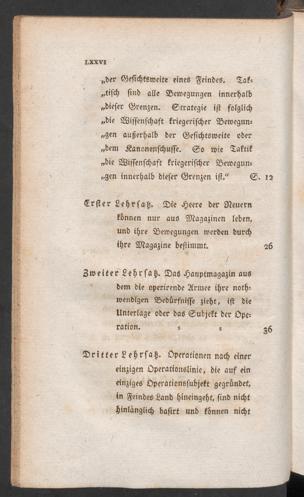 LXXVI
„der Gesichtsweite eines Feindes. Tak-
„tisch sind alle Bewegungen innerhalb
„dieser Grenzen. Strategie ist folglich
„die Wissenschaft kriegerischer Bewegun-
„gen außerhalb der Gesichtsweite oder
„dem Kanonenschusse. So wie Taktik
„die Wissenschaft kriegerischer Bewegun-
„gen innerhalb dieser Grenzen ist.“ S. 12
Erster Lehrsatz. Die Heere der Neuern
können nur aus Magazinen leben,
und ihre Bewegungen werden durch
ihre Magazine bestimmt. 26
Zweiter Lehrsatz. Das Hauptmagazin aus
dem die operirende Armee ihre noth-
wendigen Bedürfnisse zieht, ist die
Unterlage oder das Subjekt der Ope-
ration. = = 36
Dritter Lehrsatz. Operationen nach einer
einzigen Operationslinie, die auf ein
einziges Operationssubjekt gegründet,
in Feindes Land hineingeht, sind nicht
hinlänglich basirt und können nicht